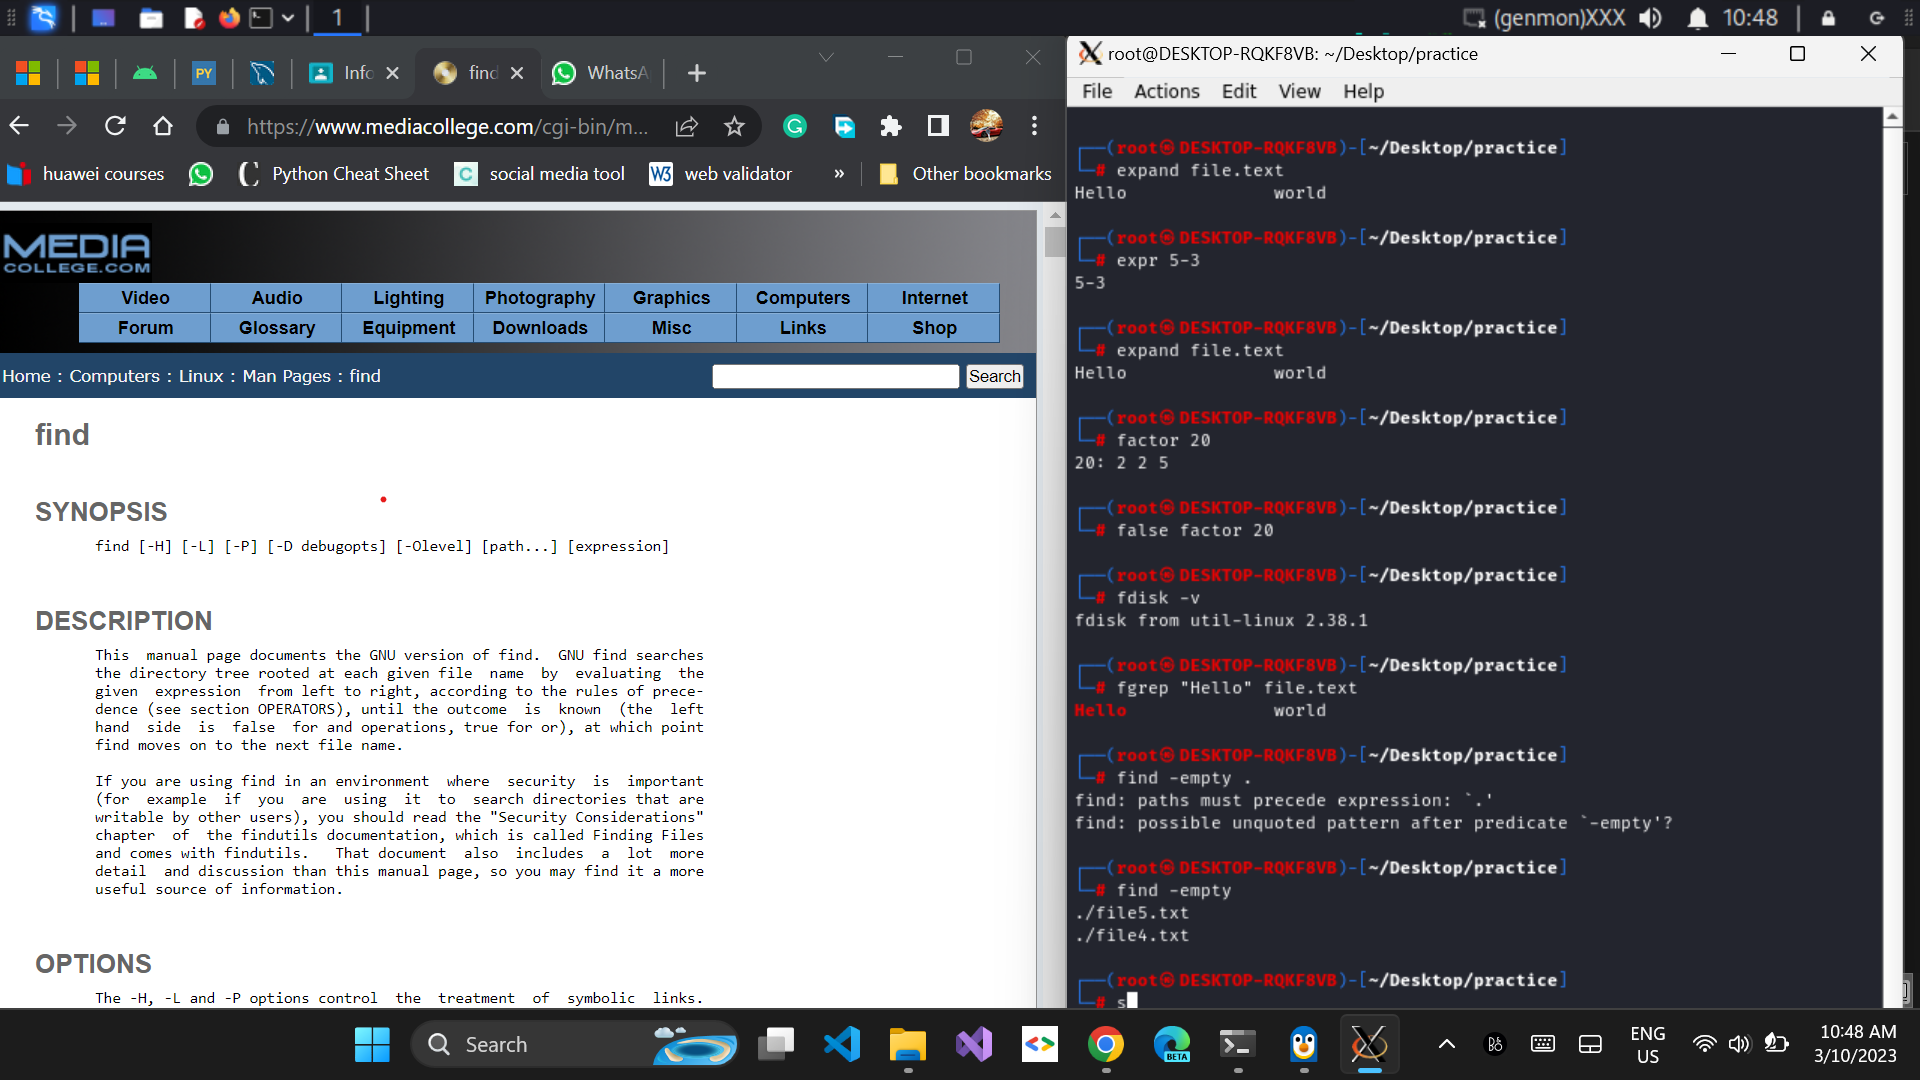 1
(genmon)XXX
10:48
Info
find
WhatsA
https://www.mediacollege.com/cgi-bin/m...
huawei courses
Python Cheat Sheet
social media tool
W3 web validator
»
Other bookmarks
MEDIA
COLLEGE.COM
Video Audio Lighting Photography Graphics Computers Internet
Forum Glossary Equipment Downloads Misc Links Shop
Home : Computers : Linux : Man Pages : find
Search
find
SYNOPSIS
find [-H] [-L] [-P] [-D debugopts] [-Olevel] [path...] [expression]
DESCRIPTION
This manual page documents the GNU version of find. GNU find searches
the directory tree rooted at each given file name by evaluating the
given expression from left to right, according to the rules of prece-
dence (see section OPERATORS), until the outcome is known (the left
hand side is false for and operations, true for or), at which point
find moves on to the next file name.
If you are using find in an environment where security is important
(for example if you are using it to search directories that are
writable by other users), you should read the "Security Considerations"
chapter of the findutils documentation, which is called Finding Files
and comes with findutils. That document also includes a lot more
detail and discussion than this manual page, so you may find it a more
useful source of information.
OPTIONS
The -H, -L and -P options control the treatment of symbolic links.
root@DESKTOP-RQKF8VB: ~/Desktop/practice
File Actions Edit View Help
(root㉿DESKTOP-RQKF8VB)-[~/Desktop/practice]
# expand file.text
Hello world
(root㉿DESKTOP-RQKF8VB)-[~/Desktop/practice]
# expr 5-3
5-3
(root㉿DESKTOP-RQKF8VB)-[~/Desktop/practice]
# expand file.text
Hello world
(root㉿DESKTOP-RQKF8VB)-[~/Desktop/practice]
# factor 20
20: 2 2 5
(root㉿DESKTOP-RQKF8VB)-[~/Desktop/practice]
# false factor 20
(root㉿DESKTOP-RQKF8VB)-[~/Desktop/practice]
# fdisk -v
fdisk from util-linux 2.38.1
(root㉿DESKTOP-RQKF8VB)-[~/Desktop/practice]
# fgrep "Hello" file.text
Hello world
(root㉿DESKTOP-RQKF8VB)-[~/Desktop/practice]
# find -empty .
find: paths must precede expression: `.'
find: possible unquoted pattern after predicate `-empty'?
(root㉿DESKTOP-RQKF8VB)-[~/Desktop/practice]
# find -empty
./file5.txt
./file4.txt
(root㉿DESKTOP-RQKF8VB)-[~/Desktop/practice]
# s
Search
BETA
ENG
US
10:48 AM
3/10/2023